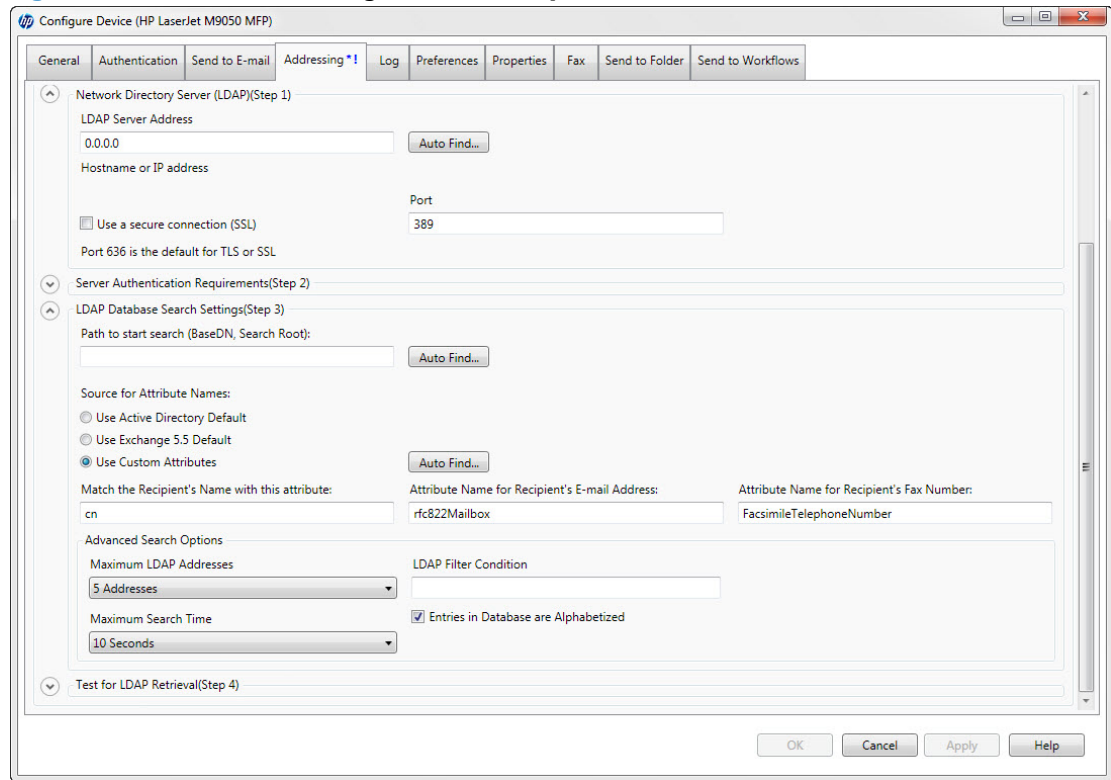 Configure Device (HP LaserJet M9050 MFP)
General Authentication Send to E-mail Addressing *! Log Preferences Properties Fax Send to Folder Send to Workflows
Network Directory Server (LDAP)(Step 1)
LDAP Server Address
0.0.0.0 Auto Find...
Hostname or IP address
Port
Use a secure connection (SSL) 389
Port 636 is the default for TLS or SSL
Server Authentication Requirements(Step 2)
LDAP Database Search Settings(Step 3)
Path to start search (BaseDN, Search Root):
Auto Find...
Source for Attribute Names:
Use Active Directory Default
Use Exchange 5.5 Default
Use Custom Attributes Auto Find...
Match the Recipient's Name with this attribute: Attribute Name for Recipient's E-mail Address: Attribute Name for Recipient's Fax Number:
cn rfc822Mailbox FacsimileTelephoneNumber
Advanced Search Options
Maximum LDAP Addresses LDAP Filter Condition
5 Addresses
Maximum Search Time Entries in Database are Alphabetized
10 Seconds
Test for LDAP Retrieval(Step 4)
OK Cancel Apply Help